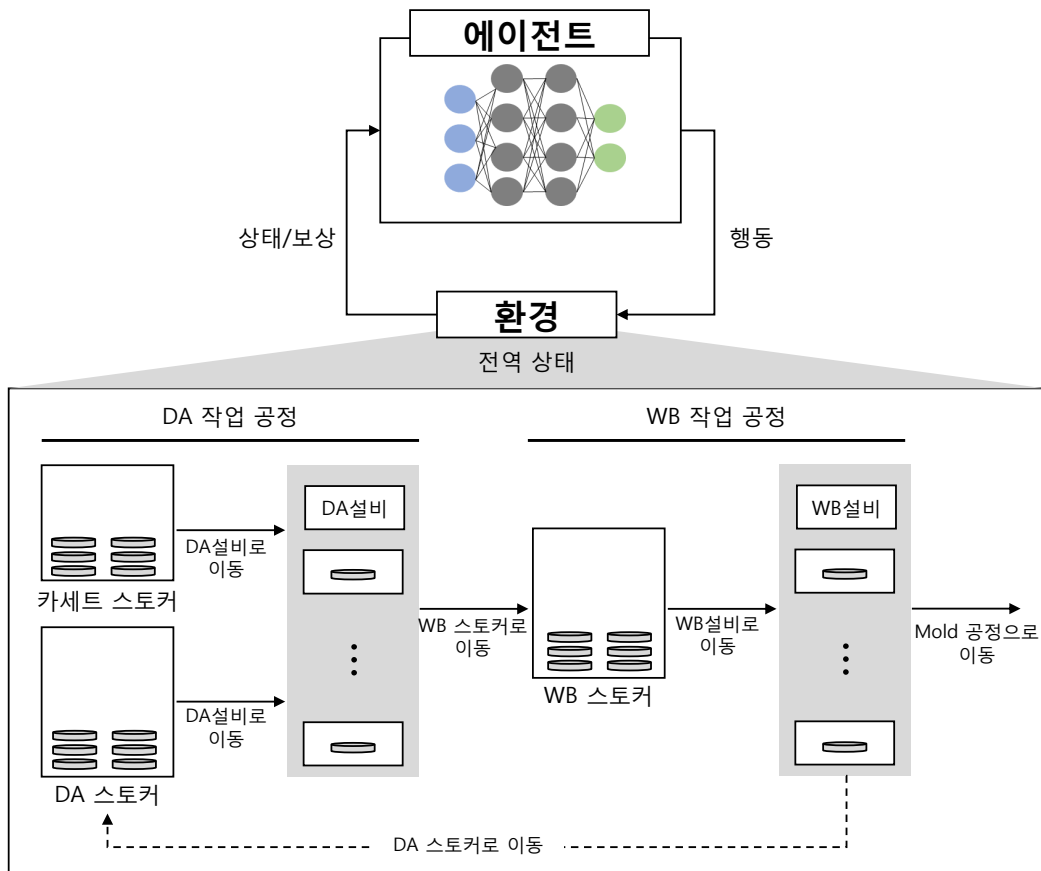 에이전트
상태/보상
행동
환경
전역 상태
DA 작업 공정
WB 작업 공정
DA설비
WB설비
DA설비로
이동
카세트 스토커
WB 스토커로
이동
WB설비로
이동
Mold 공정으로
이동
WB 스토커
DA설비로
이동
DA 스토커
DA 스토커로 이동